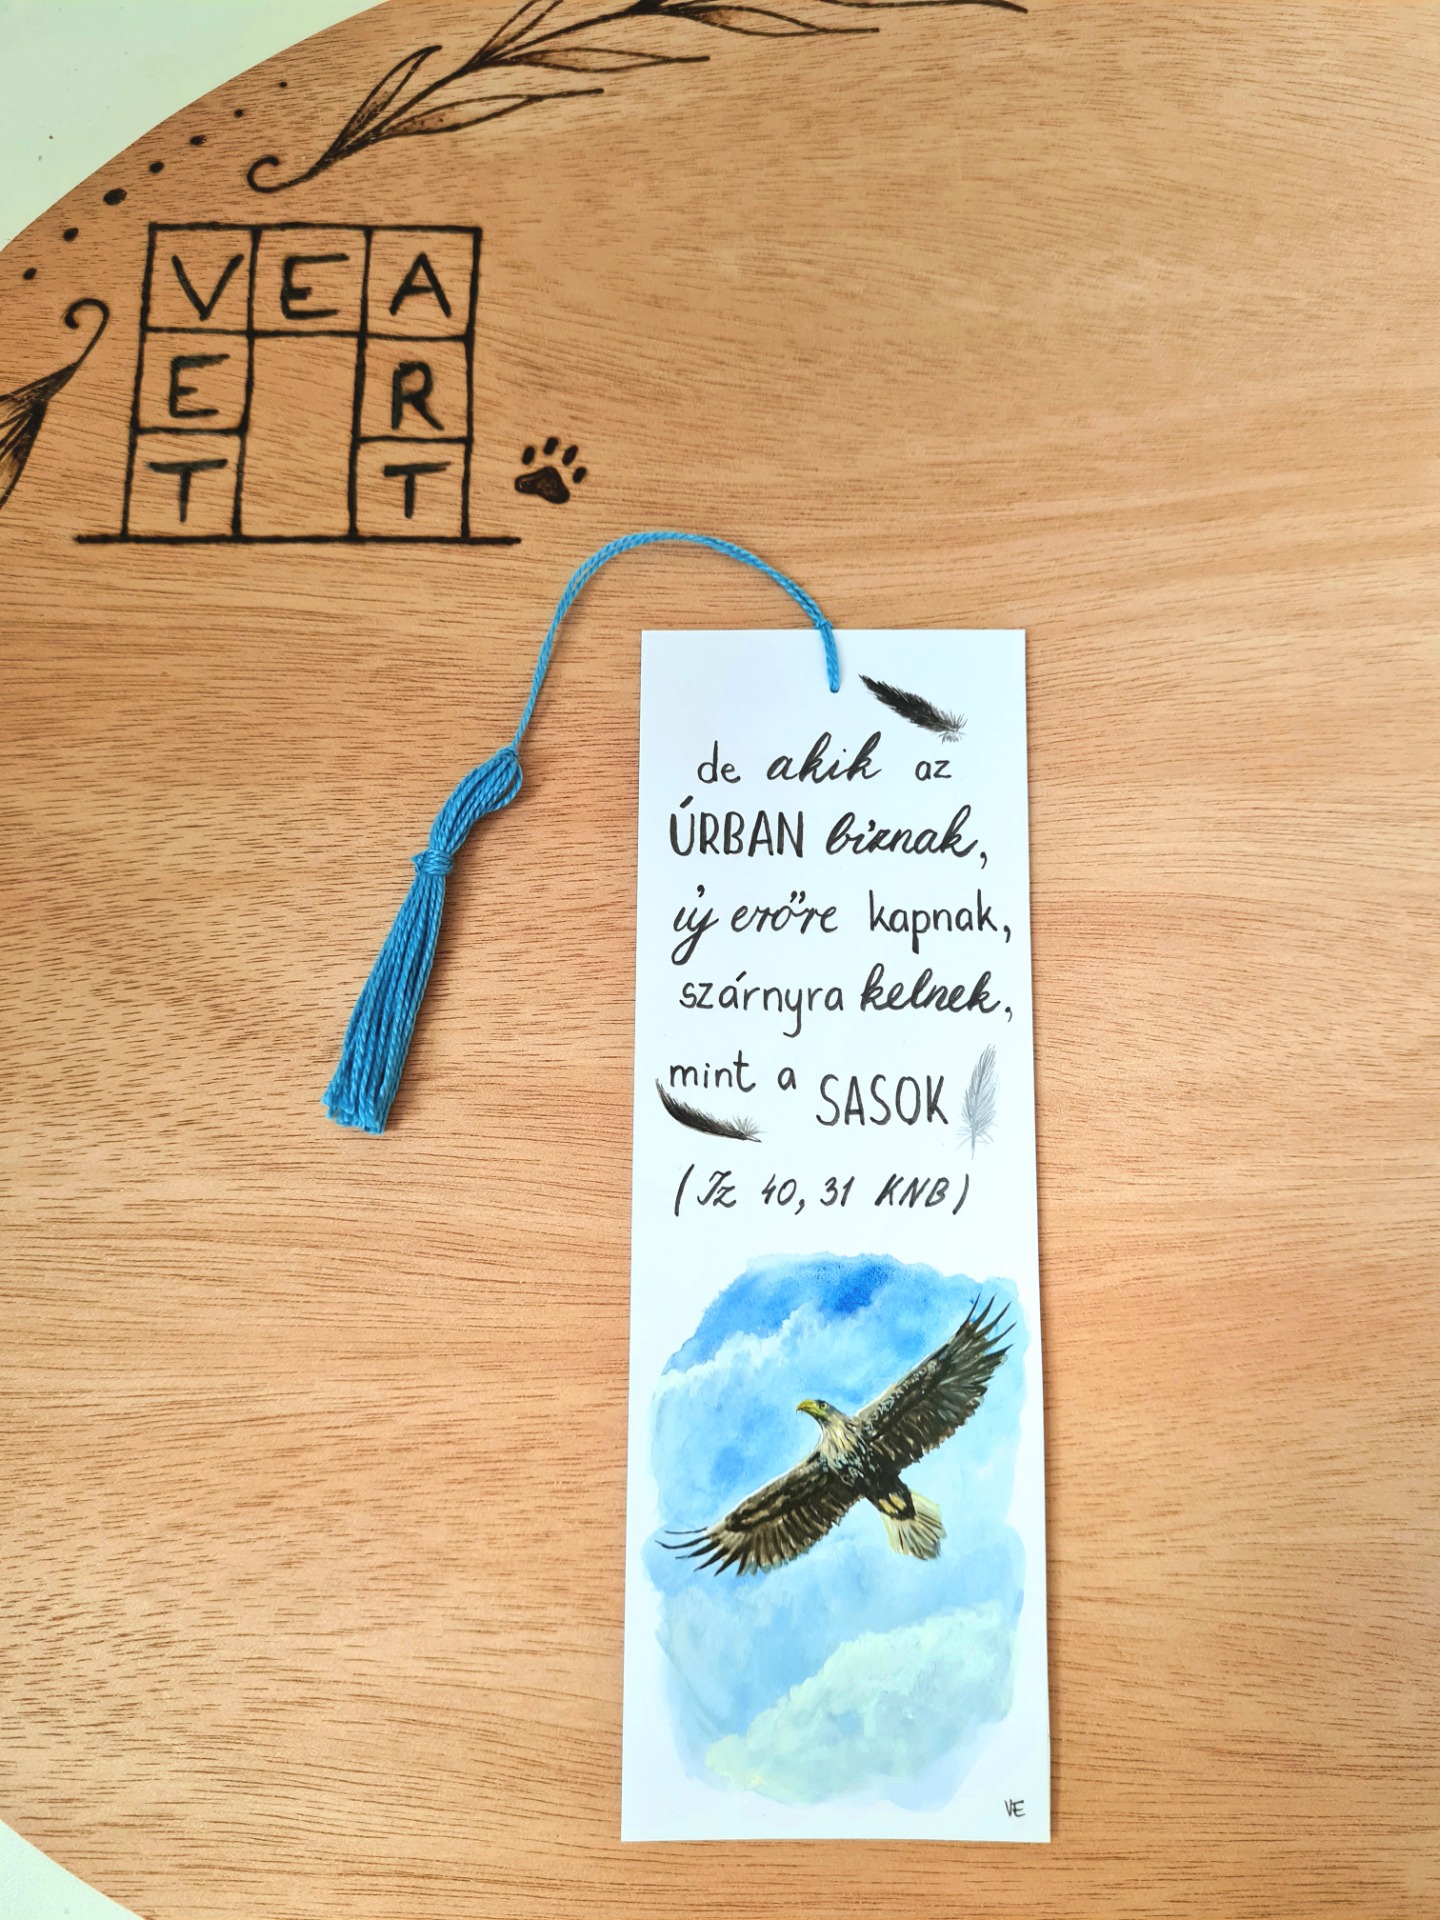 VEA
E R
T T
de akik az
ÚRBAN bíznak,
új erőre kapnak,
szárnyra kelnek,
mint a SASOK
(Iz 40, 31 KNB)
VE